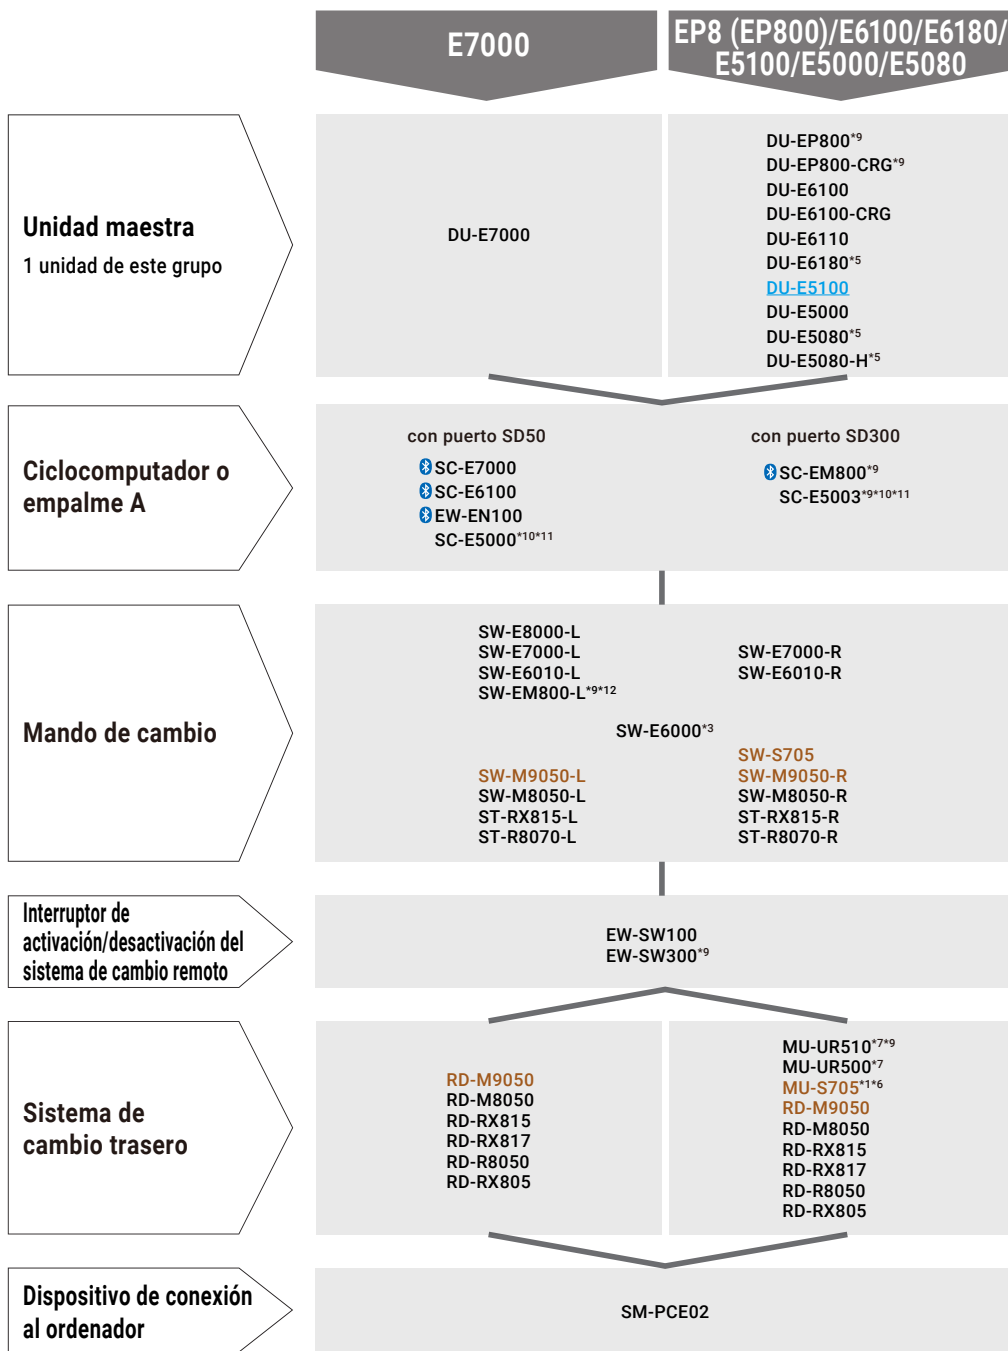 E7000
EP8 (EP800)/E6100/E6180/
E5100/E5000/E5080
Unidad maestra
1 unidad de este grupo
DU-E7000
DU-EP800*9
DU-EP800-CRG*9
DU-E6100
DU-E6100-CRG
DU-E6110
DU-E6180*5
DU-E5100
DU-E5000
DU-E5080*5
DU-E5080-H*5
Ciclocomputador o
empalme A
con puerto SD50
SC-E7000
SC-E6100
EW-EN100
SC-E5000*10*11
con puerto SD300
SC-EM800*9
SC-E5003*9*10*11
Mando de cambio
SW-E8000-L
SW-E7000-L
SW-E6010-L
SW-EM800-L*9*12
SW-E7000-R
SW-E6010-R
SW-E6000*3
SW-M9050-L
SW-M8050-L
ST-RX815-L
ST-R8070-L
SW-S705
SW-M9050-R
SW-M8050-R
ST-RX815-R
ST-R8070-R
Interruptor de
activación/desactivación del
sistema de cambio remoto
EW-SW100
EW-SW300*9
Sistema de
cambio trasero
RD-M9050
RD-M8050
RD-RX815
RD-RX817
RD-R8050
RD-RX805
MU-UR510*7*9
MU-UR500*7
MU-S705*1*6
RD-M9050
RD-M8050
RD-RX815
RD-RX817
RD-R8050
RD-RX805
Dispositivo de conexión
al ordenador
SM-PCE02